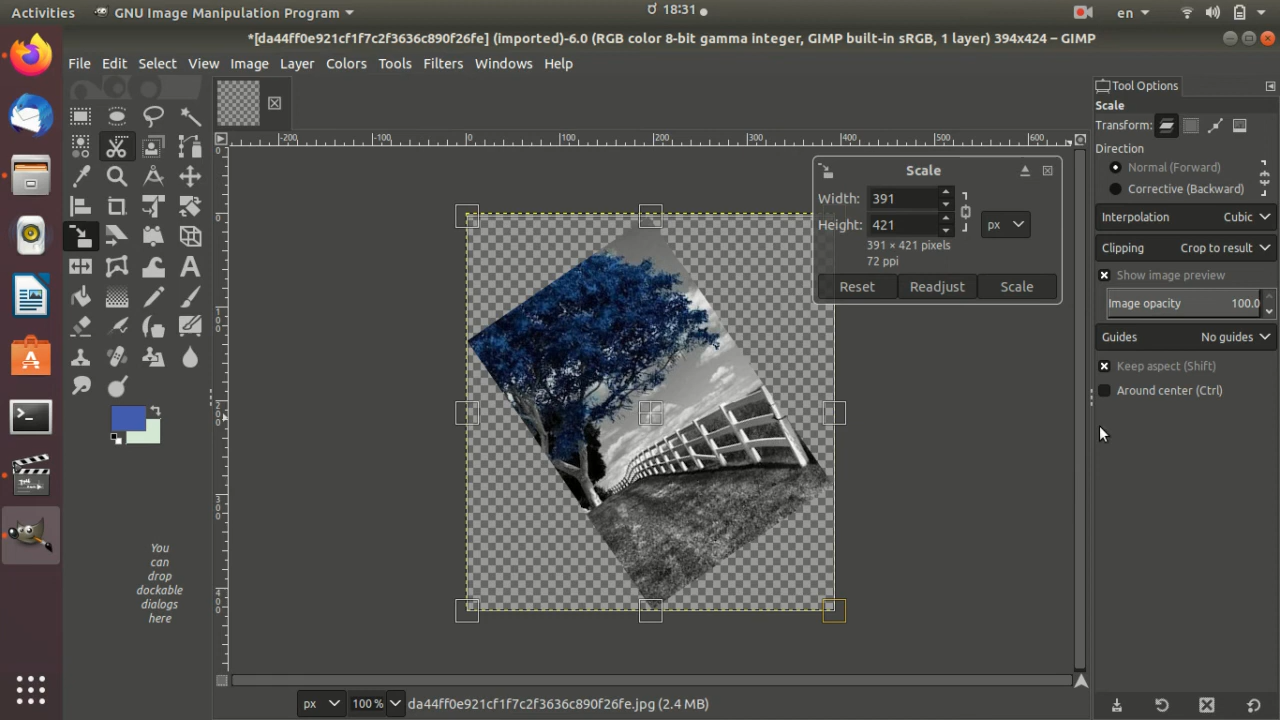 Activities
GNU Image Manipulation Program
18:31
en
*[da44ff0e921cf1f7c2f3636c890f26fe] (imported)-6.0 (RGB color 8-bit gamma integer, GIMP built-in sRGB, 1 layer) 394x424 – GIMP
File Edit Select View Image Layer Colors Tools Filters Windows Help
Tool Options
Scale
Transform:
Direction
Normal (Forward)
Corrective (Backward)
Interpolation Cubic
Clipping Crop to result
Show image preview
Image opacity 100.0
Guides No guides
Keep aspect (Shift)
Around center (Ctrl)
-200 -100 0 100 200 300 400 500 600
0
100
200
300
400
Scale
Width: 391
Height: 421
px
391 × 421 pixels
72 ppi
Reset Readjust Scale
You
can
drop
dockable
dialogs
here
px 100 % da44ff0e921cf1f7c2f3636c890f26fe.jpg (2.4 MB)